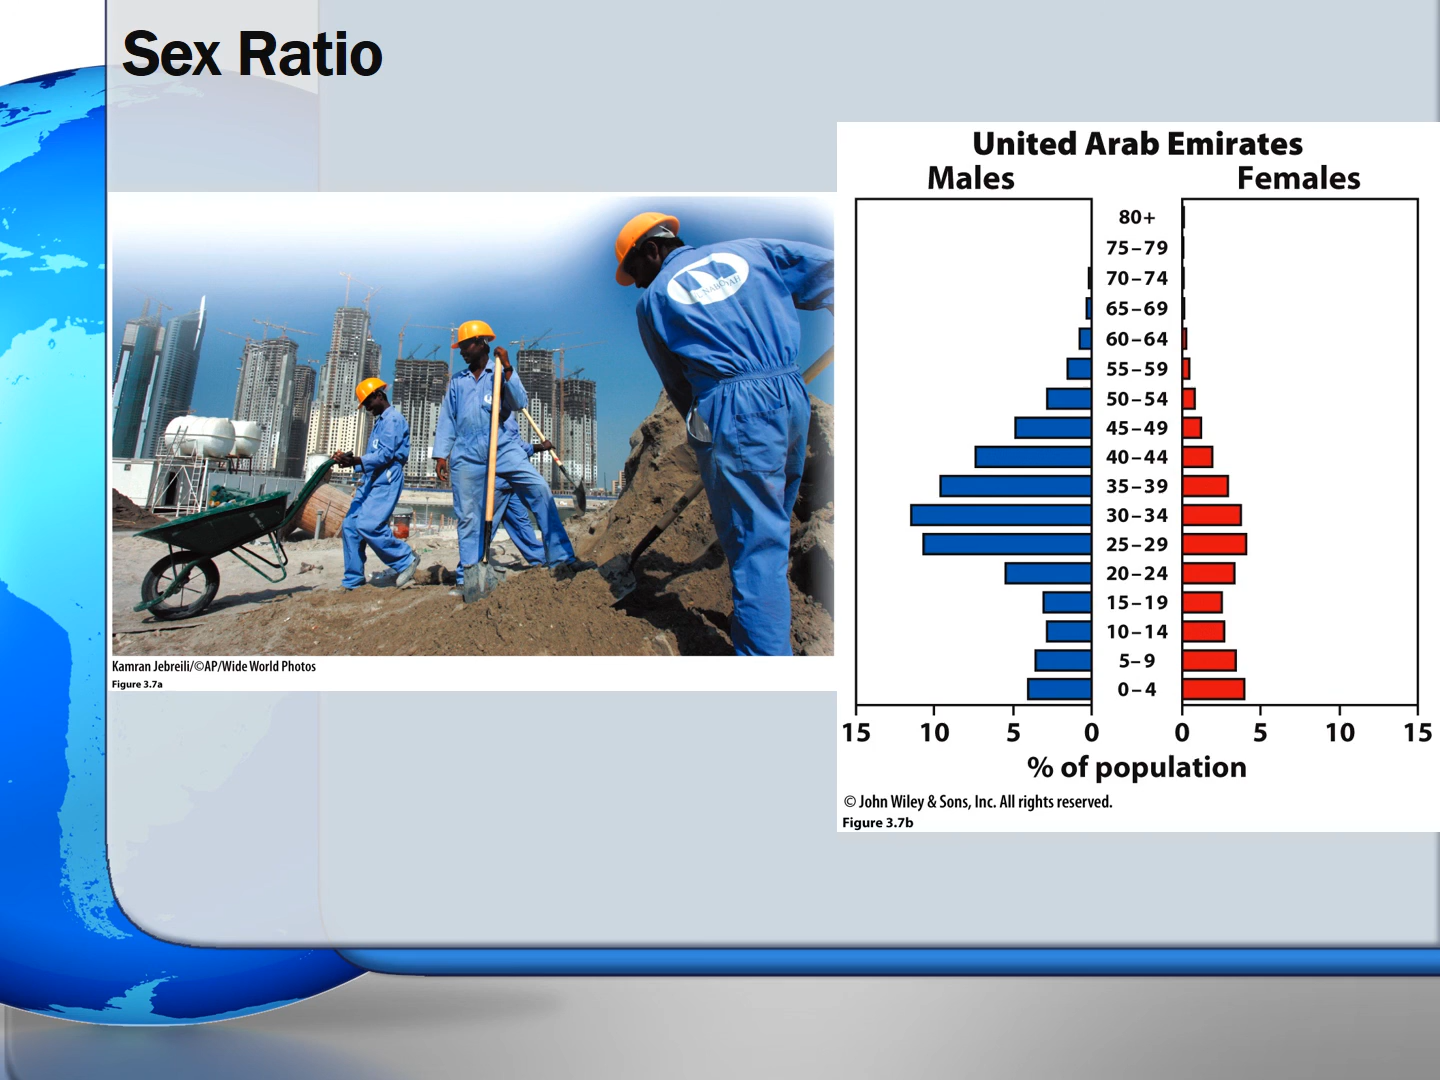 Sex Ratio
Kamran Jebreili/©AP/Wide World Photos
Figure 3.7a
United Arab Emirates
Males Females
80+
75–79
70–74
65–69
60–64
55–59
50–54
45–49
40–44
35–39
30–34
25–29
20–24
15–19
10–14
5–9
0–4
15 10 5 0 0 5 10 15
% of population
© John Wiley & Sons, Inc. All rights reserved.
Figure 3.7b